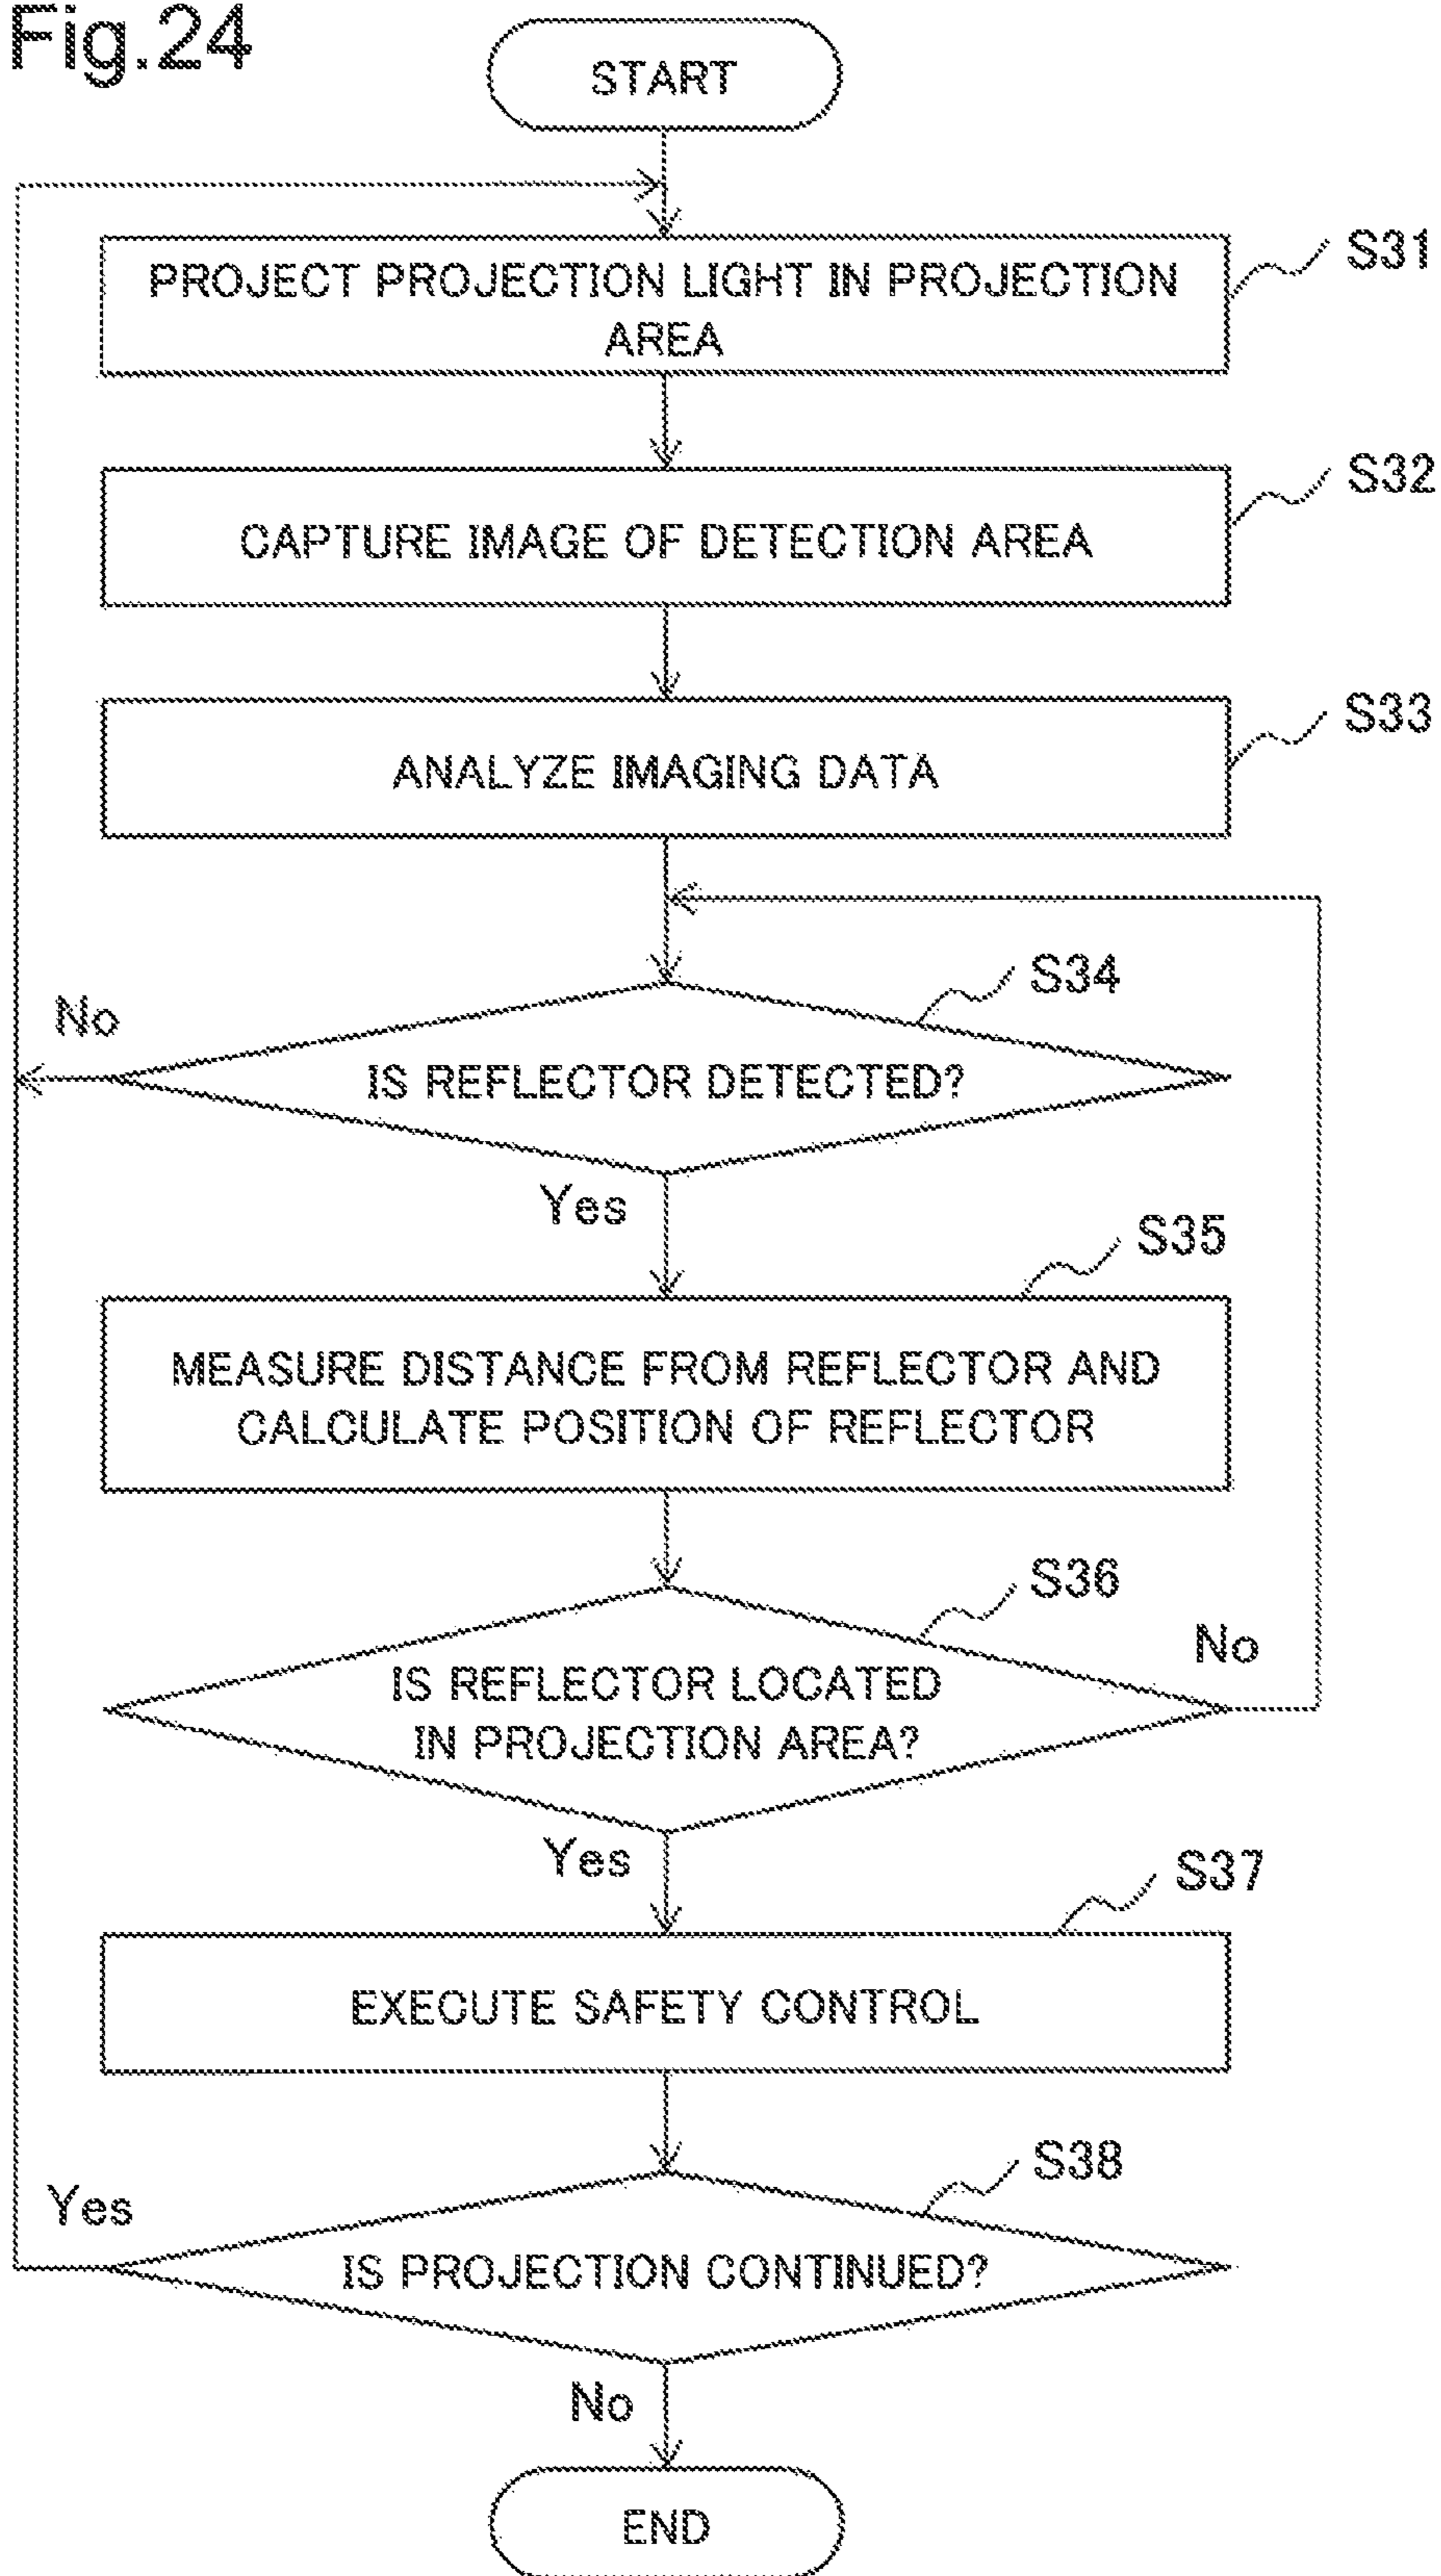 Fig.24
START
PROJECT PROJECTION LIGHT IN PROJECTION
AREA
S31
CAPTURE IMAGE OF DETECTION AREA
S32
ANALYZE IMAGING DATA
S33
S34
No
IS REFLECTOR DETECTED?
Yes
S35
MEASURE DISTANCE FROM REFLECTOR AND
CALCULATE POSITION OF REFLECTOR
S36
No
IS REFLECTOR LOCATED
IN PROJECTION AREA?
Yes
S37
EXECUTE SAFETY CONTROL
S38
Yes
IS PROJECTION CONTINUED?
No
END